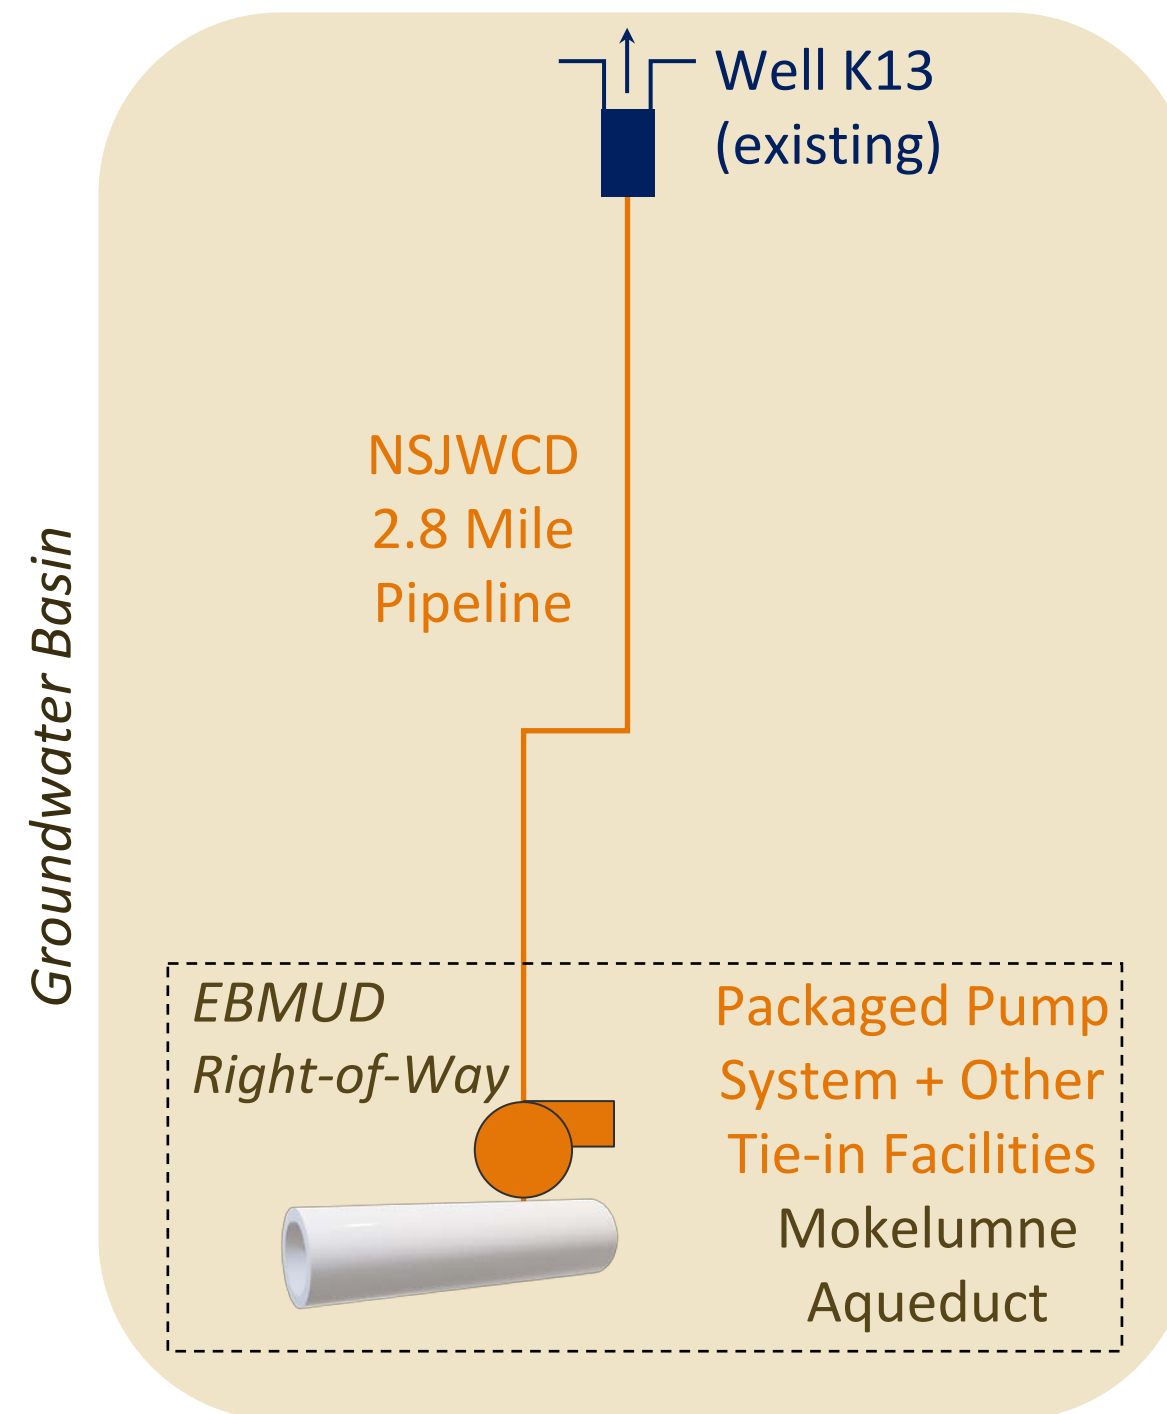 Well K13
(existing)
NSJWCD
2.8 Mile
Pipeline
Groundwater Basin
EBMUD
Right-of-Way
Packaged Pump
System + Other
Tie-in Facilities
Mokelumne
Aqueduct